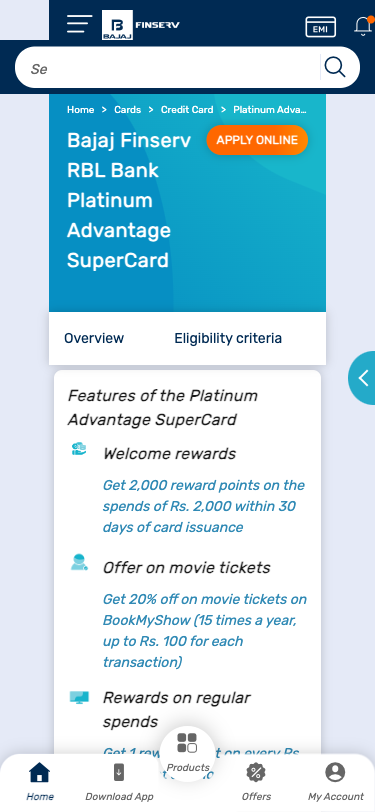 BAJAJ
FINSERV
EMI
Se
Home > Cards > Credit Card > Platinum Adva...
Bajaj Finserv
RBL Bank
Platinum
Advantage
SuperCard
APPLY ONLINE
Overview
Eligibility criteria
Features of the Platinum
Advantage SuperCard
Welcome rewards
Get 2,000 reward points on the
spends of Rs. 2,000 within 30
days of card issuance
Offer on movie tickets
Get 20% off on movie tickets on
BookMyShow (15 times a year,
up to Rs. 100 for each
transaction)
Rewards on regular
spends
Get 1 on every Rs
Products
Home
Download App
Offers
My Account